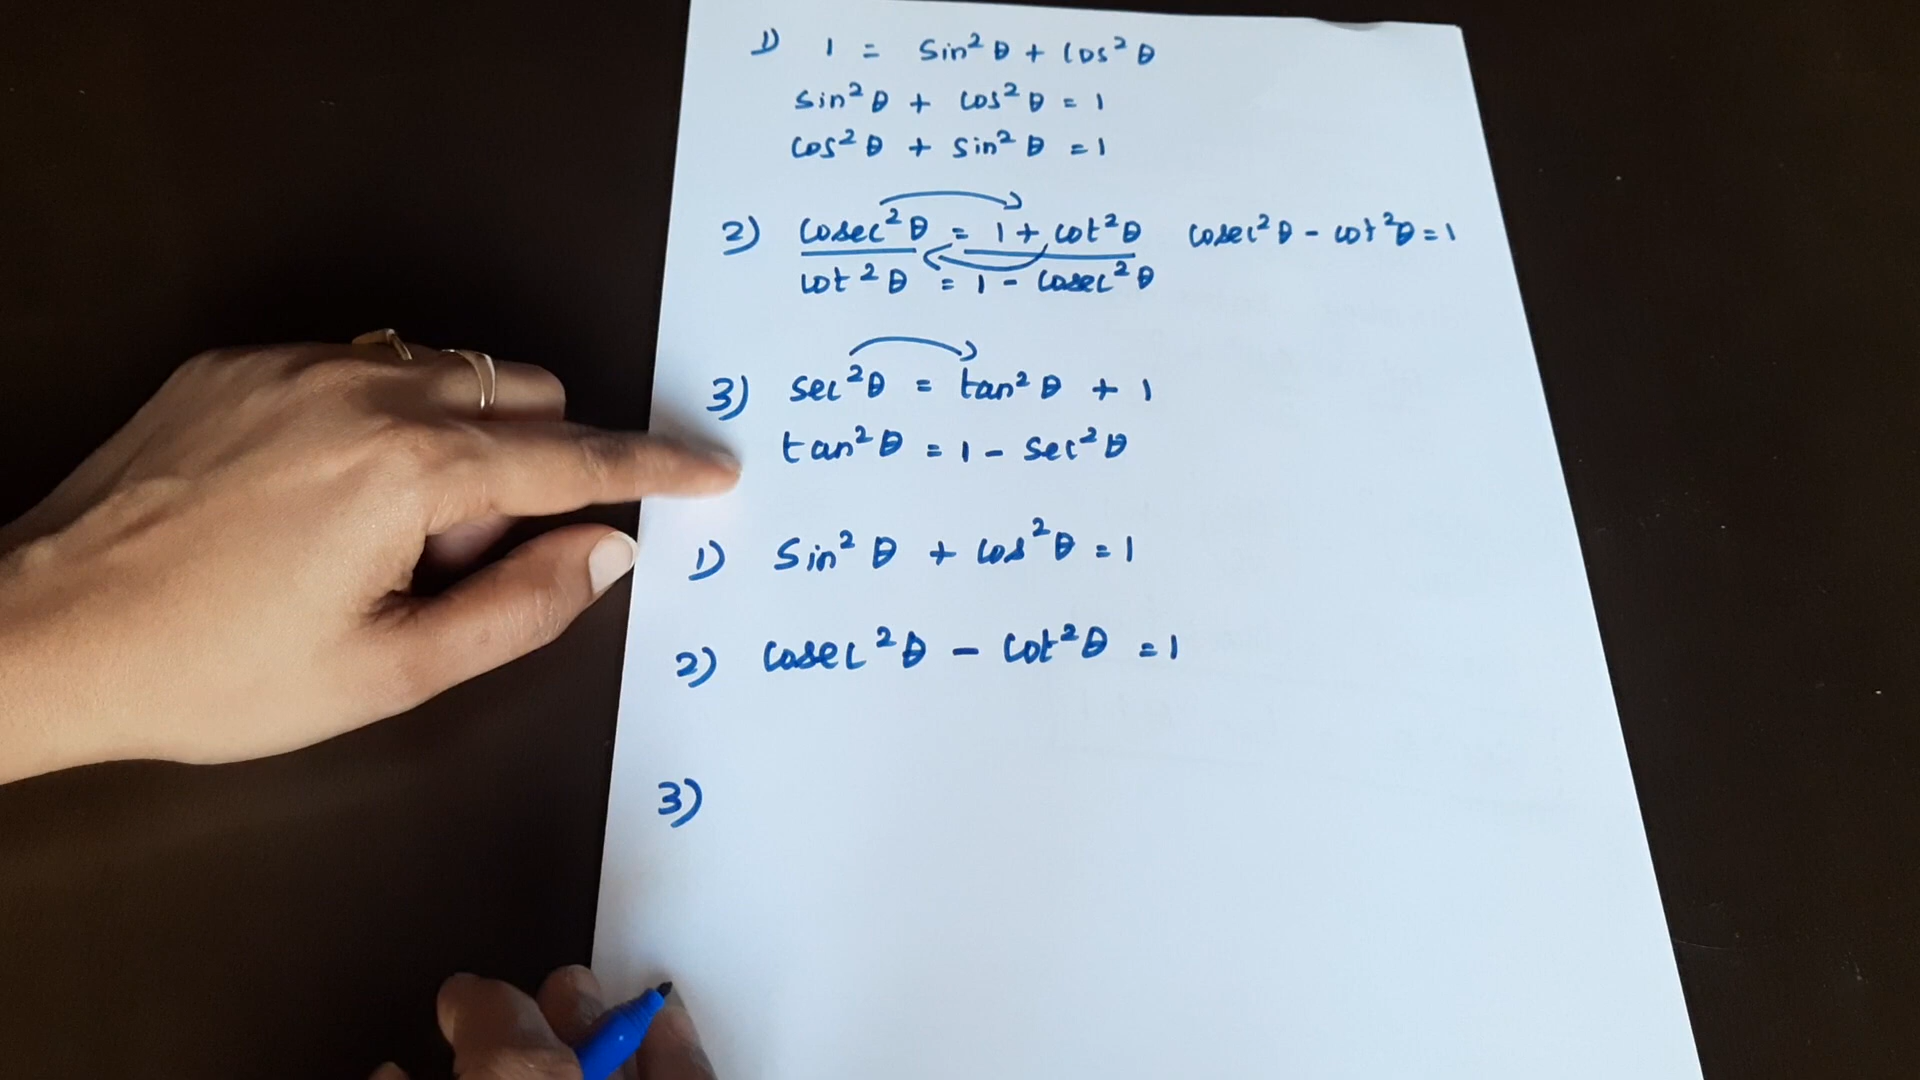 1) 1 = Sin²θ + Cos²θ
sin²θ + cos²θ = 1
cos²θ + sin²θ = 1
2) Cosec²θ = 1 + cot²θ cosec²θ - cot²θ = 1
cot²θ = 1 - cosec²θ
3) sec²θ = tan²θ + 1
tan²θ = 1 - sec²θ
1) Sin²θ + cos²θ = 1
2) cosec²θ - cot²θ = 1
3)